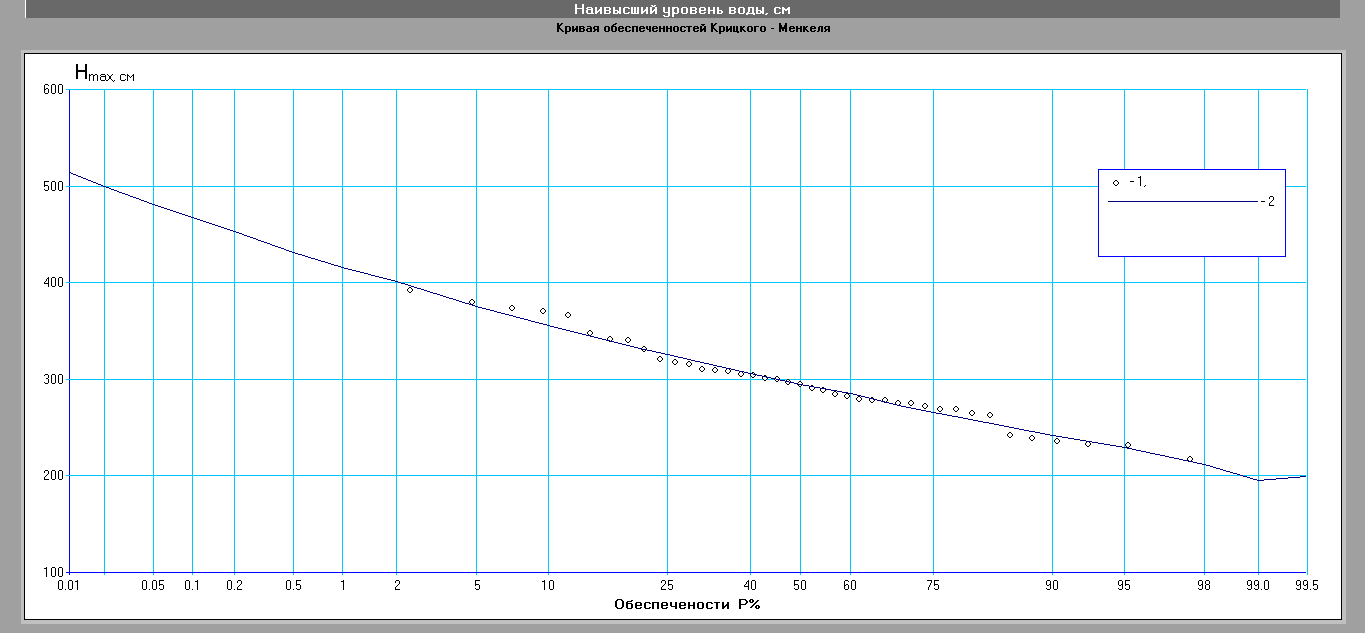 Наивысший уровень воды, см
Кривая обеспеченностей Крицкого - Менкеля
Hmax, см
600
500
400
300
200
100
-1,
-2
0.01 0.05 0.1 0.2 0.5 1 2 5 10 25 40 50 60 75 90 95 98 99.0 99.5
Обеспечености P%